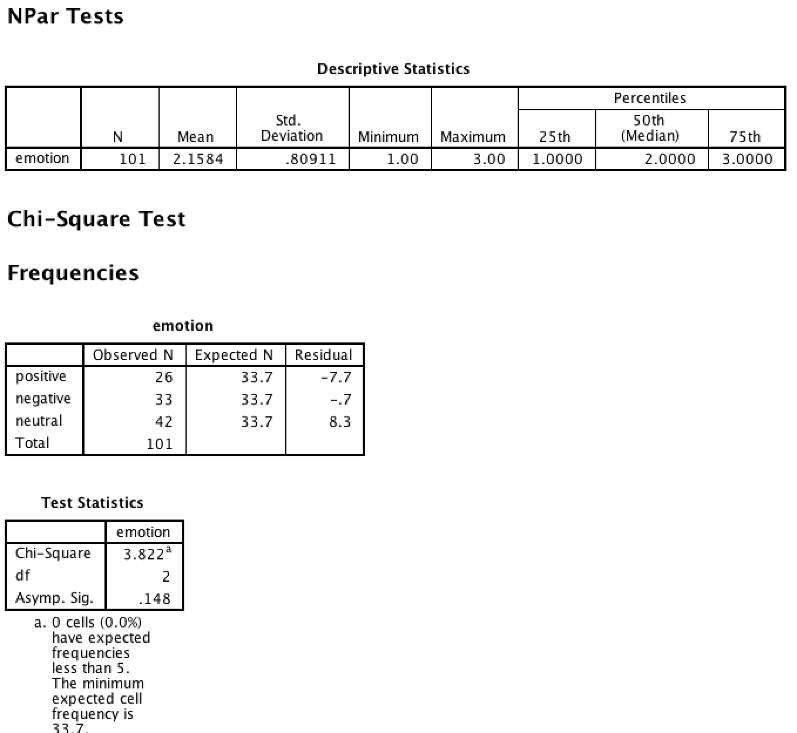 NPar Tests
Descriptive Statistics
Percentiles
N Mean Std. Deviation Minimum Maximum 25th 50th (Median) 75th
emotion 101 2.1584 .80911 1.00 3.00 1.0000 2.0000 3.0000
Chi-Square Test
Frequencies
emotion
Observed N Expected N Residual
positive 26 33.7 -7.7
negative 33 33.7 -.7
neutral 42 33.7 8.3
Total 101
Test Statistics
emotion
Chi-Square 3.822a
df 2
Asymp. Sig. .148
a. 0 cells (0.0%)
have expected
frequencies
less than 5.
The minimum
expected cell
frequency is
33.7.